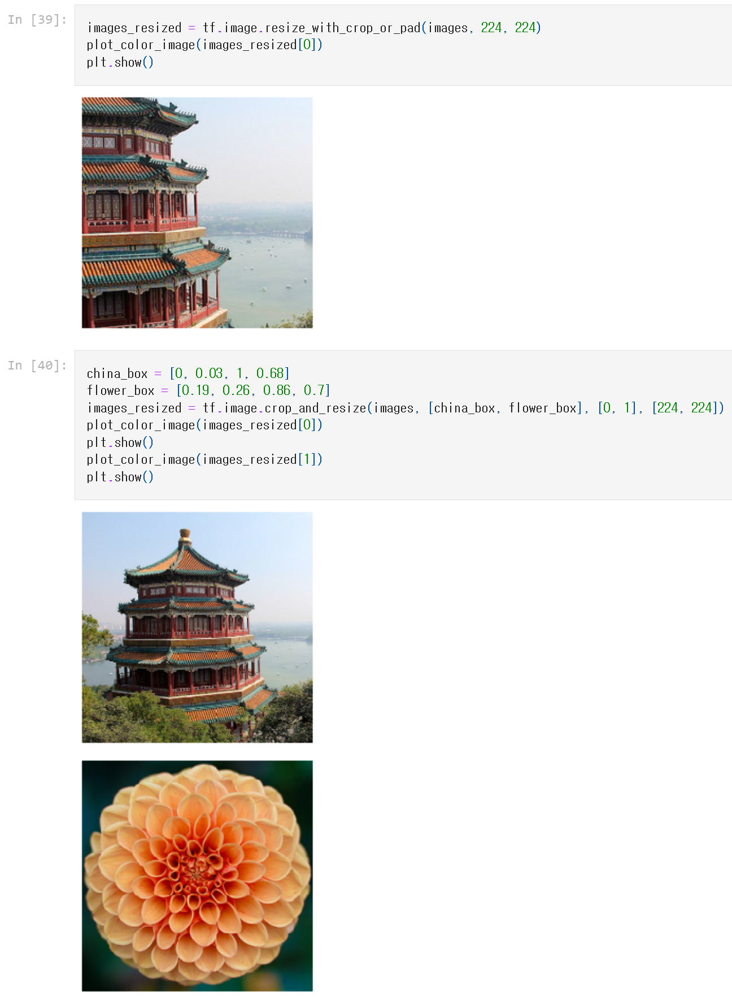 In [39]:
images_resized = tf.image.resize_with_crop_or_pad(images, 224, 224)
plot_color_image(images_resized[0])
plt.show()
In [40]:
china_box = [0, 0.03, 1, 0.68]
flower_box = [0.19, 0.26, 0.86, 0.7]
images_resized = tf.image.crop_and_resize(images, [china_box, flower_box], [0, 1], [224, 224])
plot_color_image(images_resized[0])
plt.show()
plot_color_image(images_resized[1])
plt.show()